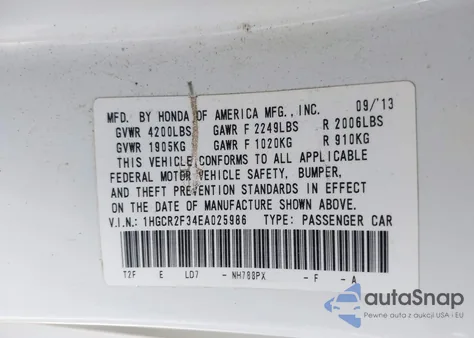 MFD. BY HONDA OF AMERICA MFG., INC. 09/'13
GVWR 4200LBS GAWR F 2249LBS R 2006LBS
GVWR 1905KG GAWR F 1020KG R 910KG
THIS VEHICLE CONFORMS TO ALL APPLICABLE
FEDERAL MOTOR VEHICLE SAFETY, BUMPER,
AND THEFT PREVENTION STANDARDS IN EFFECT
ON THE DATE OF MANUFACTURE SHOWN ABOVE.
V.I.N.: 1HGCR2F34EA025986 TYPE: PASSENGER CAR
T2F E LD7 -NH788PX -F -A
autoSnap
Pewne auta z aukcji USA i EU